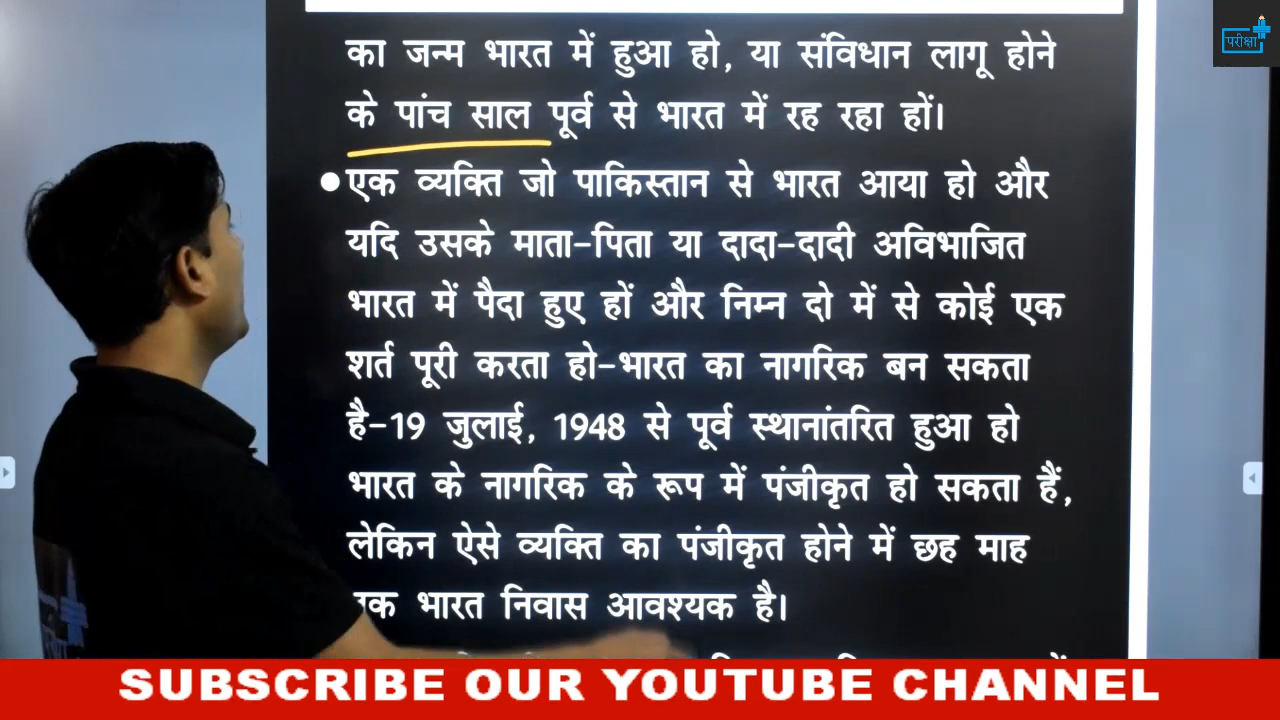 परीक्षा
का जन्म भारत में हुआ हो, या संविधान लागू होने
के पांच साल पूर्व से भारत में रह रहा हों।
●एक व्यक्ति जो पाकिस्तान से भारत आया हो और
यदि उसके माता-पिता या दादा-दादी अविभाजित
भारत में पैदा हुए हों और निम्न दो में से कोई एक
शर्त पूरी करता हो-भारत का नागरिक बन सकता
है-19 जुलाई, 1948 से पूर्व स्थानांतरित हुआ हो
भारत के नागरिक के रूप में पंजीकृत हो सकता हैं,
लेकिन ऐसे व्यक्ति का पंजीकृत होने में छह माह
भारत निवास आवश्यक है।
SUBSCRIBE OUR YOUTUBE CHANNEL